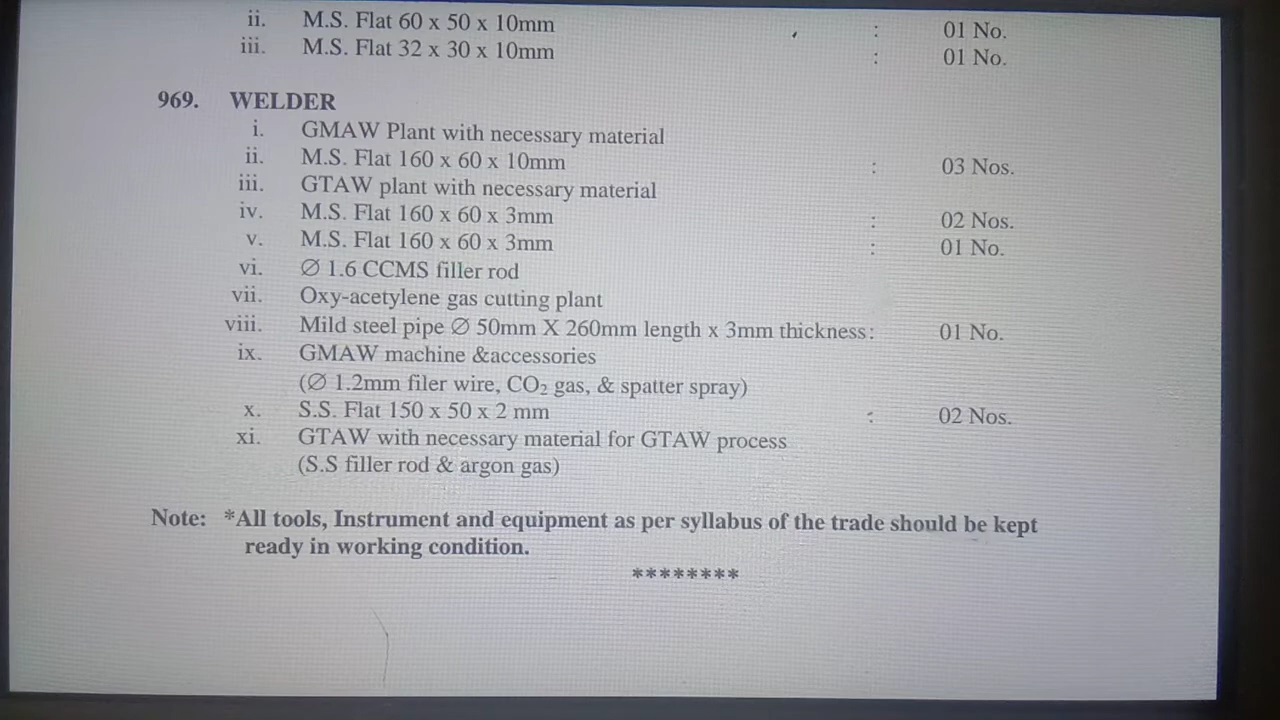 ii. M.S. Flat 60 x 50 x 10mm : 01 No.
iii. M.S. Flat 32 x 30 x 10mm : 01 No.
969. WELDER
i. GMAW Plant with necessary material
ii. M.S. Flat 160 x 60 x 10mm : 03 Nos.
iii. GTAW plant with necessary material
iv. M.S. Flat 160 x 60 x 3mm : 02 Nos.
v. M.S. Flat 160 x 60 x 3mm : 01 No.
vi. ∅ 1.6 CCMS filler rod
vii. Oxy-acetylene gas cutting plant
viii. Mild steel pipe ∅ 50mm X 260mm length x 3mm thickness: 01 No.
ix. GMAW machine &accessories
(∅ 1.2mm filer wire, CO₂ gas, & spatter spray)
x. S.S. Flat 150 x 50 x 2 mm : 02 Nos.
xi. GTAW with necessary material for GTAW process
(S.S filler rod & argon gas)
Note: *All tools, Instrument and equipment as per syllabus of the trade should be kept
ready in working condition.
********